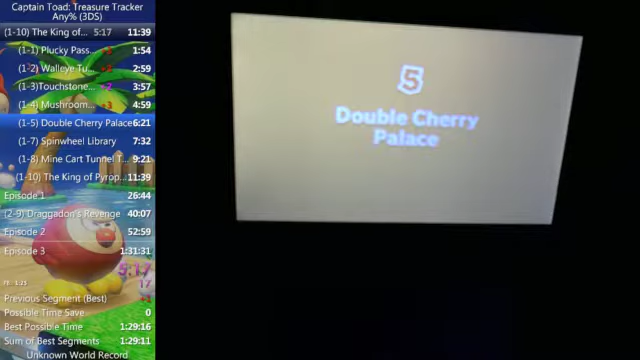 Captain Toad: Treasure Tracker
Any% (3DS)
(1-10) The King of... 5:17 11:39
(1-1) Plucky Pass... 1:54
(1-2) Walleye Tu... 2:59
(1-3)Touchstone... 3:57
(1-4) Mushroom... 4:59
(1-5) Double Cherry Palace 6:21
(1-7) Spinwheel Library 7:32
(1-8) Mine Cart Tunnel T... 9:21
(1-10) The King of Pyrop... 11:39
Episode 1 26:44
(2-9) Draggadon's Revenge 40:07
Episode 2 52:59
Episode 3 1:31:31
5:17
17
PB: 1:23
Previous Segment (Best)
Possible Time Save 0
Best Possible Time 1:29:16
Sum of Best Segments 1:29:11
Unknown World Record
5
Double Cherry
Palace